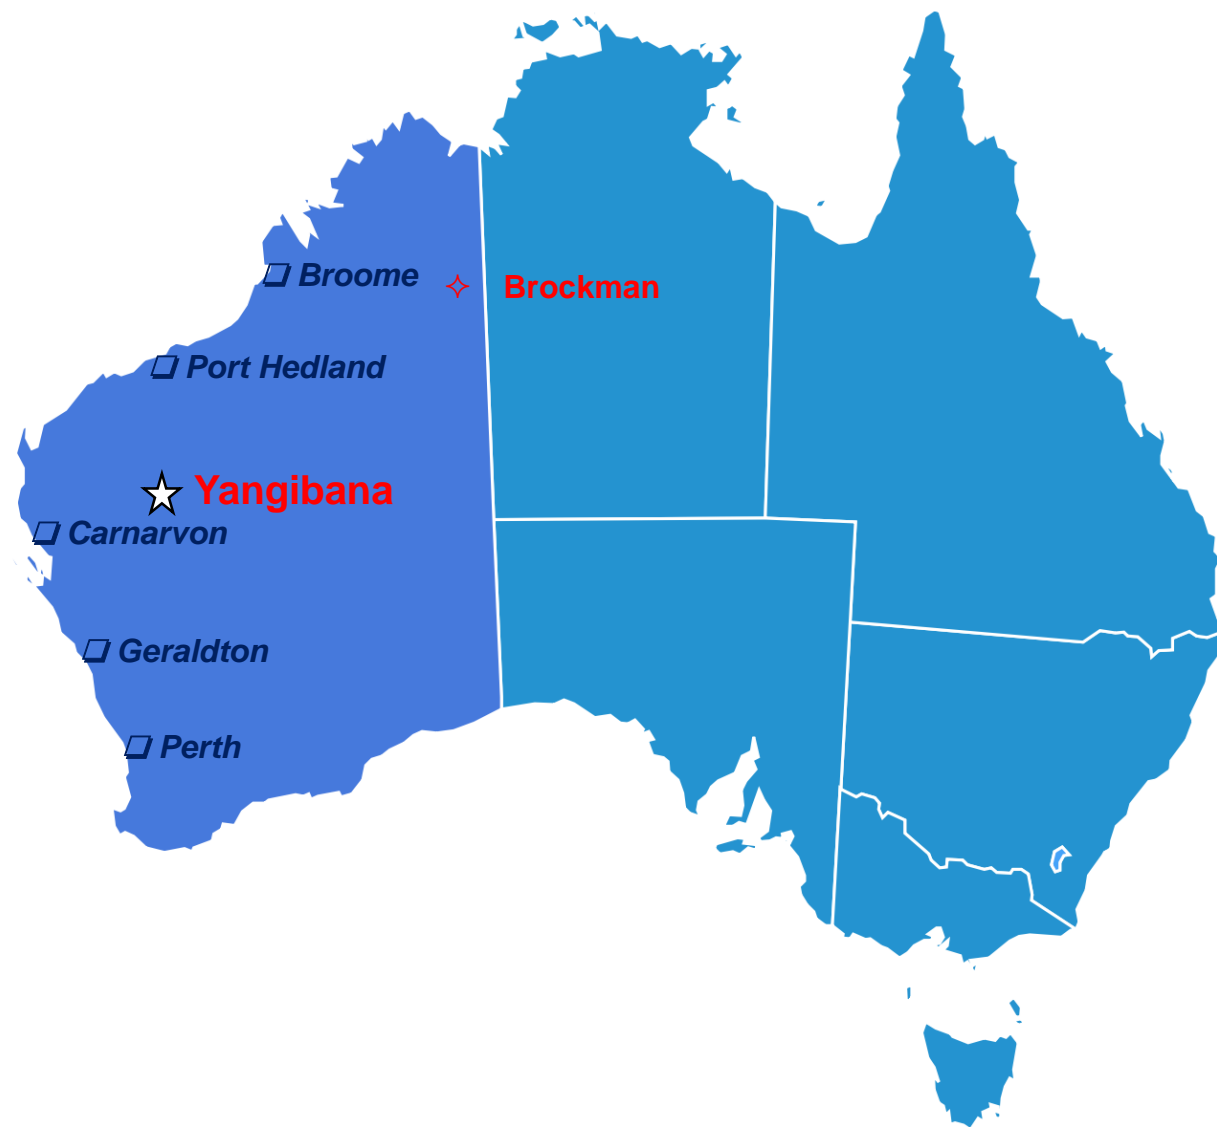 Broome
Brockman
Port Hedland
Yangibana
Carnarvon
Geraldton
Perth